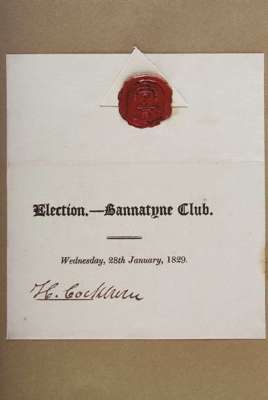 Election.—Bannatyne Club.
Wednesday, 28th January, 1829.
H. Cockburn